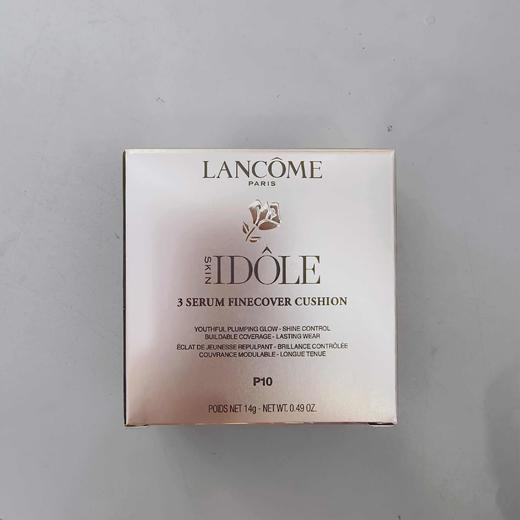 LANCÔME
PARIS
SKIN
IDÔLE
3 SERUM FINECOVER CUSHION
YOUTHFUL PLUMPING GLOW - SHINE CONTROL
BUILDABLE COVERAGE - LASTING WEAR
ÉCLAT DE JEUNESSE REPULPANT - BRILLANCE CONTRÔLÉE
COUVRANCE MODULABLE - LONGUE TENUE
P10
POIDS NET 14g - NET WT. 0.49 OZ.